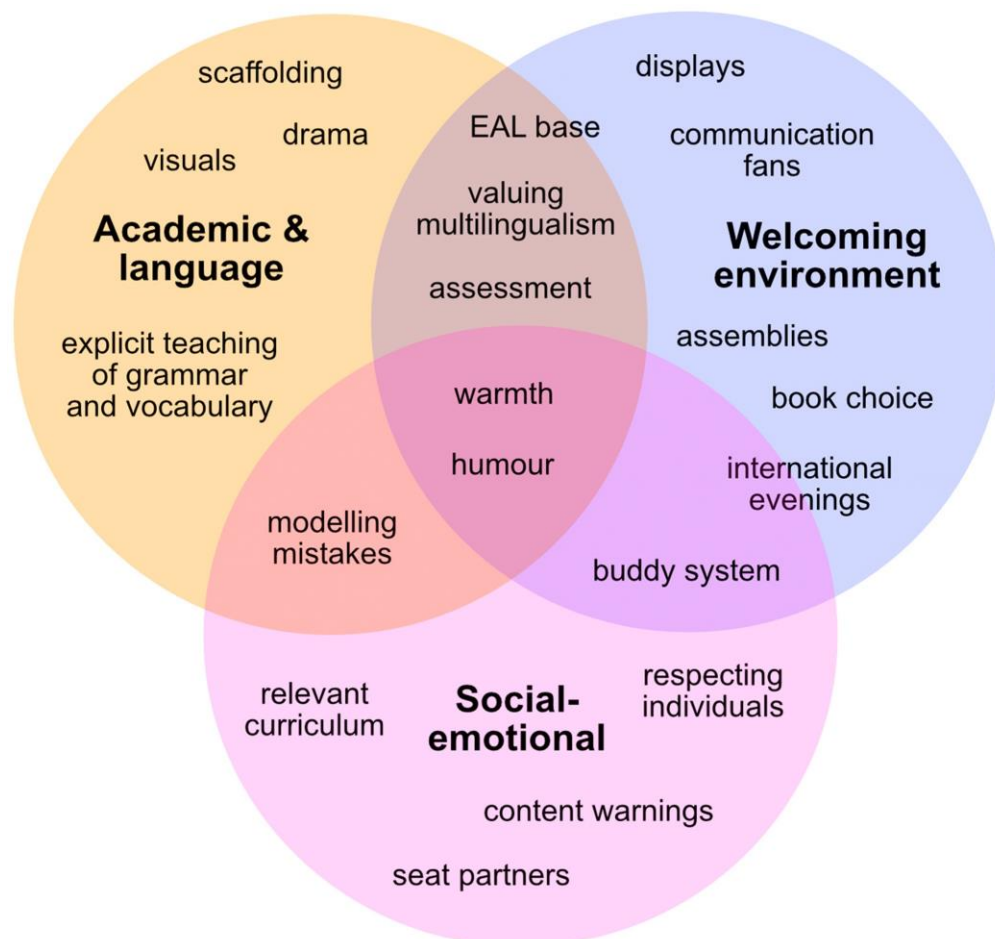 scaffolding
drama
visuals
Academic &
language
explicit teaching
of grammar
and vocabulary
EAL base
valuing
multilingualism
assessment
displays
communication
fans
Welcoming
environment
assemblies
book choice
international
evenings
warmth
humour
modelling
mistakes
buddy system
relevant
curriculum
Social-
emotional
respecting
individuals
content warnings
seat partners